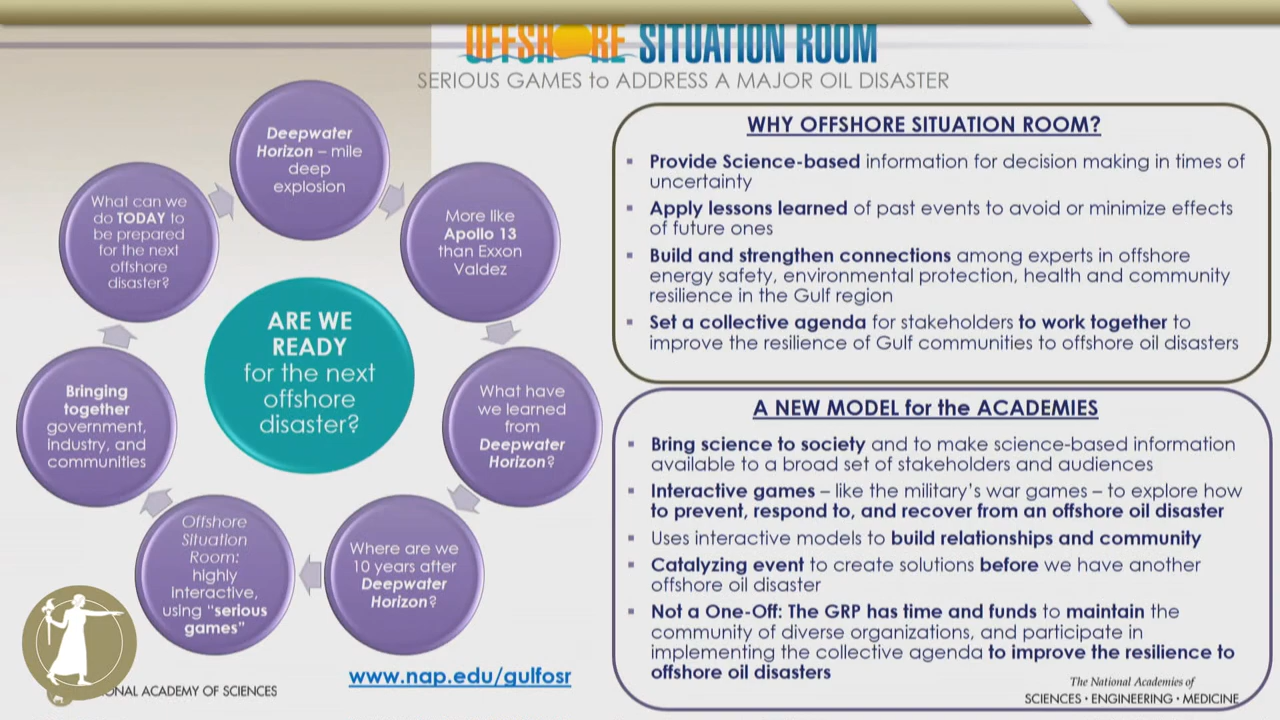 OFFSHORE SITUATION ROOM
SERIOUS GAMES to ADDRESS A MAJOR OIL DISASTER
Deepwater
Horizon – mile
deep
explosion
More like
Apollo 13
than Exxon
Valdez
What have
we learned
from
Deepwater
Horizon?
Where are we
10 years after
Deepwater
Horizon?
Offshore
Situation
Room:
highly
interactive,
using "serious
games"
Bringing
together
government,
industry, and
communities
What can we
do TODAY to
be prepared
for the next
offshore
disaster?
ARE WE
READY
for the next
offshore
disaster?
WHY OFFSHORE SITUATION ROOM?
▪ Provide Science-based information for decision making in times of
uncertainty
▪ Apply lessons learned of past events to avoid or minimize effects
of future ones
▪ Build and strengthen connections among experts in offshore
energy safety, environmental protection, health and community
resilience in the Gulf region
▪ Set a collective agenda for stakeholders to work together to
improve the resilience of Gulf communities to offshore oil disasters
A NEW MODEL for the ACADEMIES
▪ Bring science to society and to make science-based information
available to a broad set of stakeholders and audiences
▪ Interactive games – like the military's war games – to explore how
to prevent, respond to, and recover from an offshore oil disaster
▪ Uses interactive models to build relationships and community
▪ Catalyzing event to create solutions before we have another
offshore oil disaster
▪ Not a One-Off: The GRP has time and funds to maintain the
community of diverse organizations, and participate in
implementing the collective agenda to improve the resilience to
offshore oil disasters
www.nap.edu/gulfosr
ONAL ACADEMY OF SCIENCES
The National Academies of
SCIENCES • ENGINEERING • MEDICINE